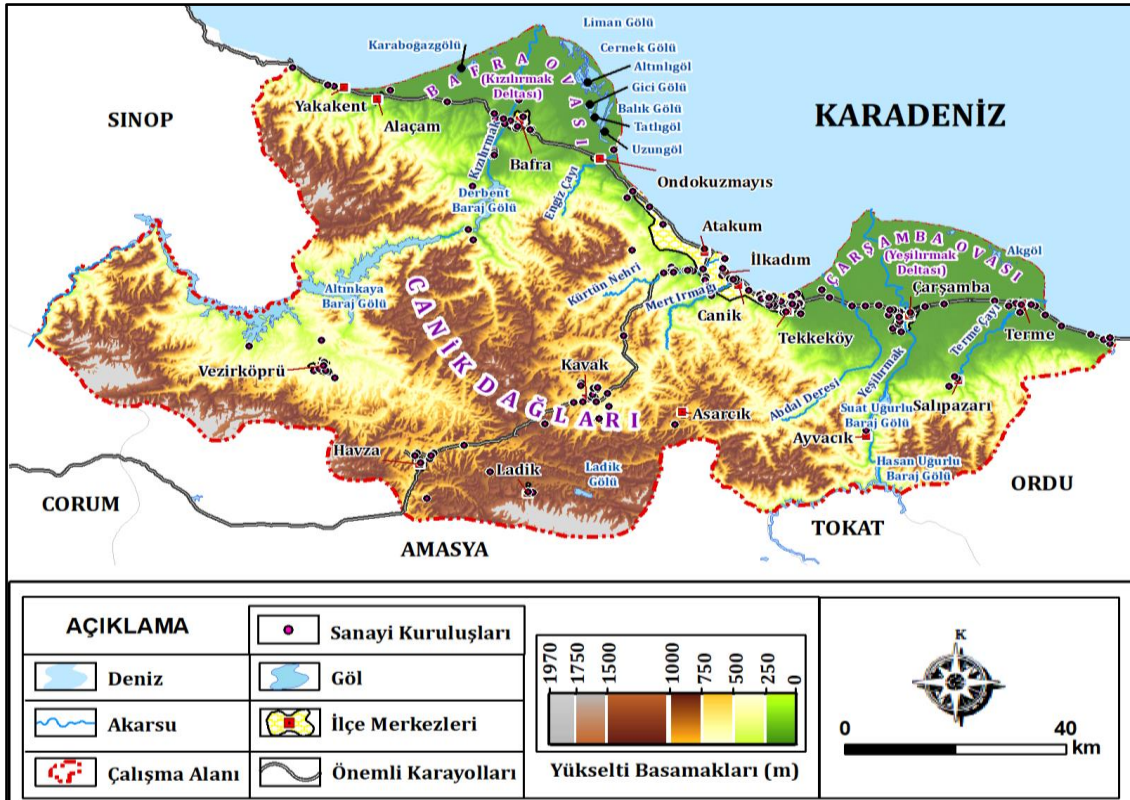 Liman Gölü
Karaboğazgölü
Cernek Gölü
Altınlıgöl
BAFRA OVASI
(Kızılırmak
Deltası)
Gici Gölü
Balık Gölü
Tatlıgöl
Uzungöl
SINOP
KARADENİZ
Yakakent
Alaçam
Bafra
Kızılırmak
Ondokuzmayıs
Derbent
Baraj Gölü
Engiz Çayı
Atakum
İlkadım
ÇARŞAMBA OVASI
(Yeşilırmak
Deltası)
Akgöl
Çarşamba
Altınkaya
Baraj Gölü
Kürtün Nehri
Mert Irmağı
Canik
Tekkeköy
Terme
Terme Çayı
CANİK DAĞLARI
Vezirköprü
Kavak
Asarcık
Abdal Deresi
Yeşilırmak
Salıpazarı
Suat Uğurlu
Baraj Gölü
Ayvacık
Havza
Ladik
Ladik
Gölü
Hasan Uğurlu
Baraj Gölü
ORDU
CORUM
TOKAT
AMASYA
AÇIKLAMA
Sanayi Kuruluşları
Deniz
Göl
Akarsu
İlçe Merkezleri
Çalışma Alanı
Önemli Karayolları
1970 1750 1500 1000 750 500 250 0
Yükselti Basamakları (m)
K
0 40
km